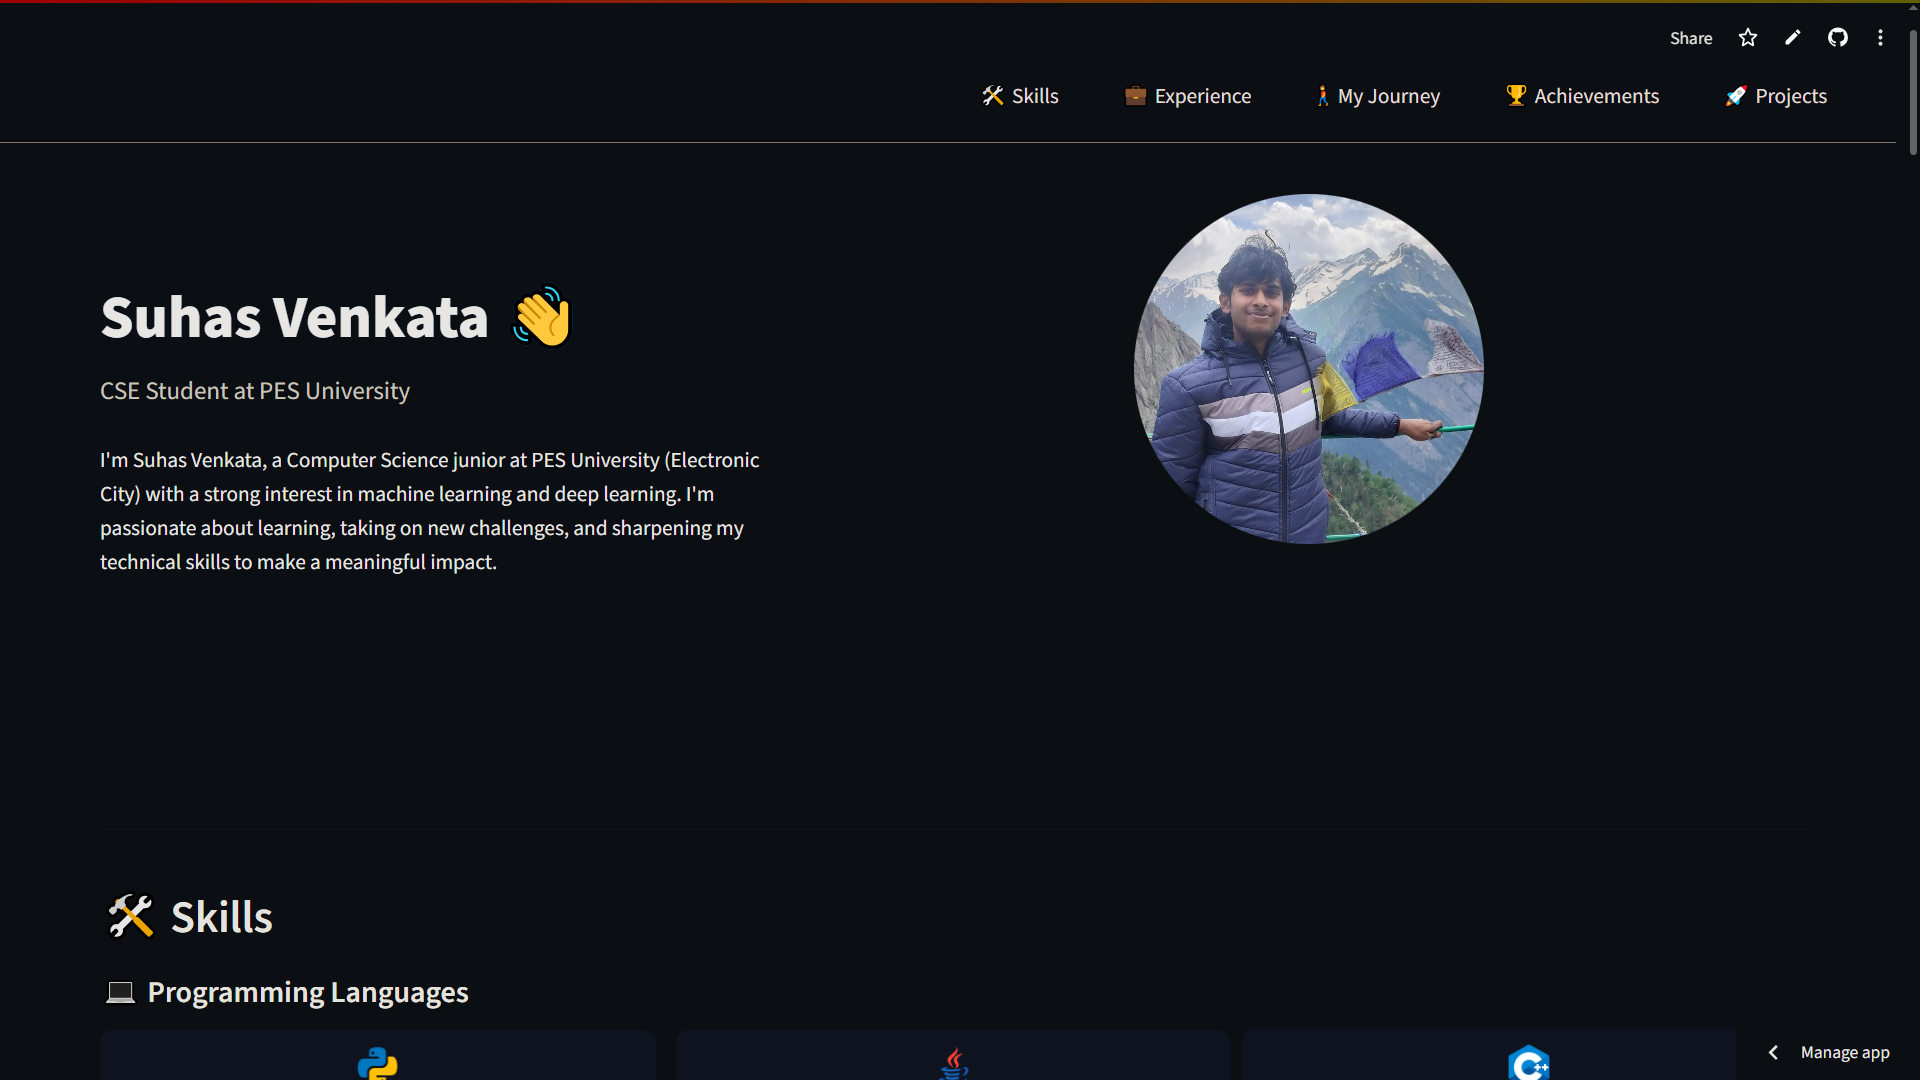 Share
🛠️ Skills 💼 Experience 🚶 My Journey 🏆 Achievements 🚀 Projects
Suhas Venkata 👋
CSE Student at PES University
I'm Suhas Venkata, a Computer Science junior at PES University (Electronic
City) with a strong interest in machine learning and deep learning. I'm
passionate about learning, taking on new challenges, and sharpening my
technical skills to make a meaningful impact.
🛠️ Skills
💻 Programming Languages
C++
Manage app